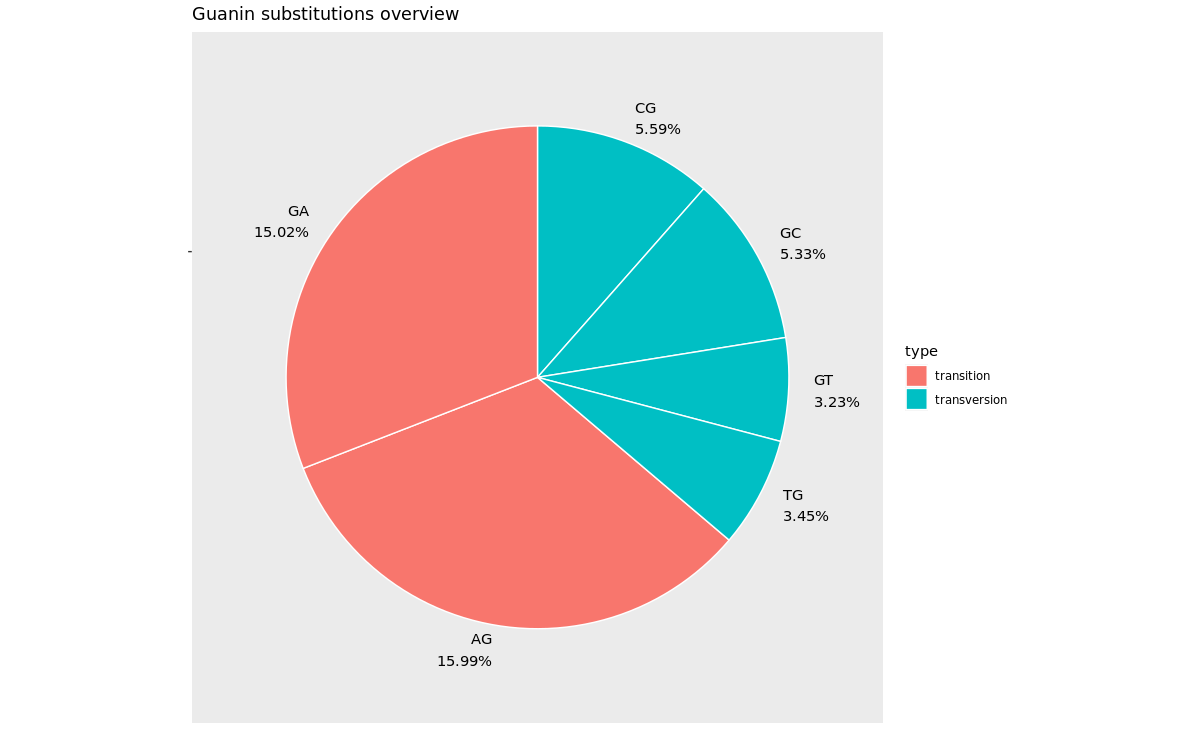 Guanin substitutions overview
CG
5.59%
GA
15.02%
GC
5.33%
GT
3.23%
TG
3.45%
AG
15.99%
type
transition
transversion